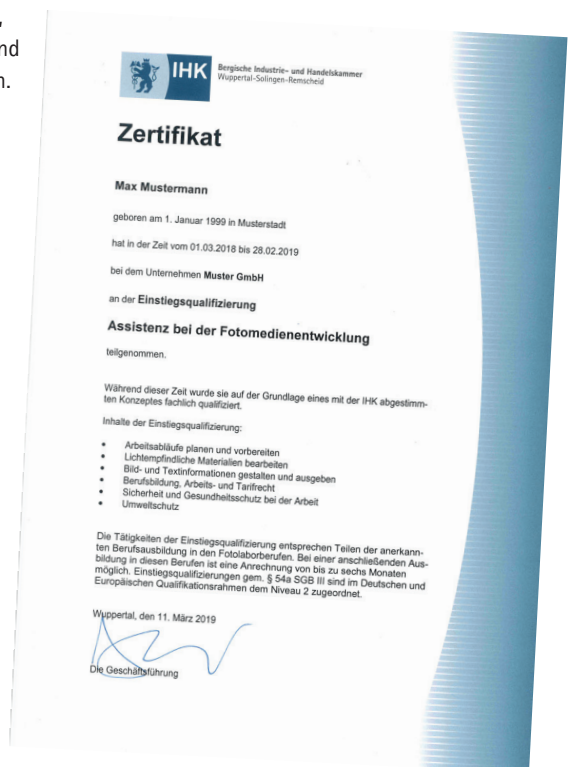 nd
n.
IHK
Bergische Industrie- und Handelskammer
Wuppertal-Solingen-Remscheid
Zertifikat
Max Mustermann
geboren am 1. Januar 1999 in Musterstadt
hat in der Zeit vom 01.03.2018 bis 28.02.2019
bei dem Unternehmen Muster GmbH
an der Einstiegsqualifizierung
Assistenz bei der Fotomedienentwicklung
teilgenommen.
Während dieser Zeit wurde sie auf der Grundlage eines mit der IHK abgestimm-
ten Konzeptes fachlich qualifiziert.
Inhalte der Einstiegsqualifizierung:
• Arbeitsabläufe planen und vorbereiten
• Lichtempfindliche Materialien bearbeiten
• Bild- und Textinformationen gestalten und ausgeben
• Berufsbildung, Arbeits- und Tarifrecht
• Sicherheit und Gesundheitsschutz bei der Arbeit
• Umweltschutz
Die Tätigkeiten der Einstiegsqualifizierung entsprechen Teilen der anerkann-
ten Berufsausbildung in den Fotolaborberufen. Bei einer anschließenden Aus-
bildung in diesen Berufen ist eine Anrechnung von bis zu sechs Monaten
möglich. Einstiegsqualifizierungen gem. § 54a SGB III sind im Deutschen und
Europäischen Qualifikationsrahmen dem Niveau 2 zugeordnet.
Wuppertal, den 11. März 2019
Die Geschäftsführung